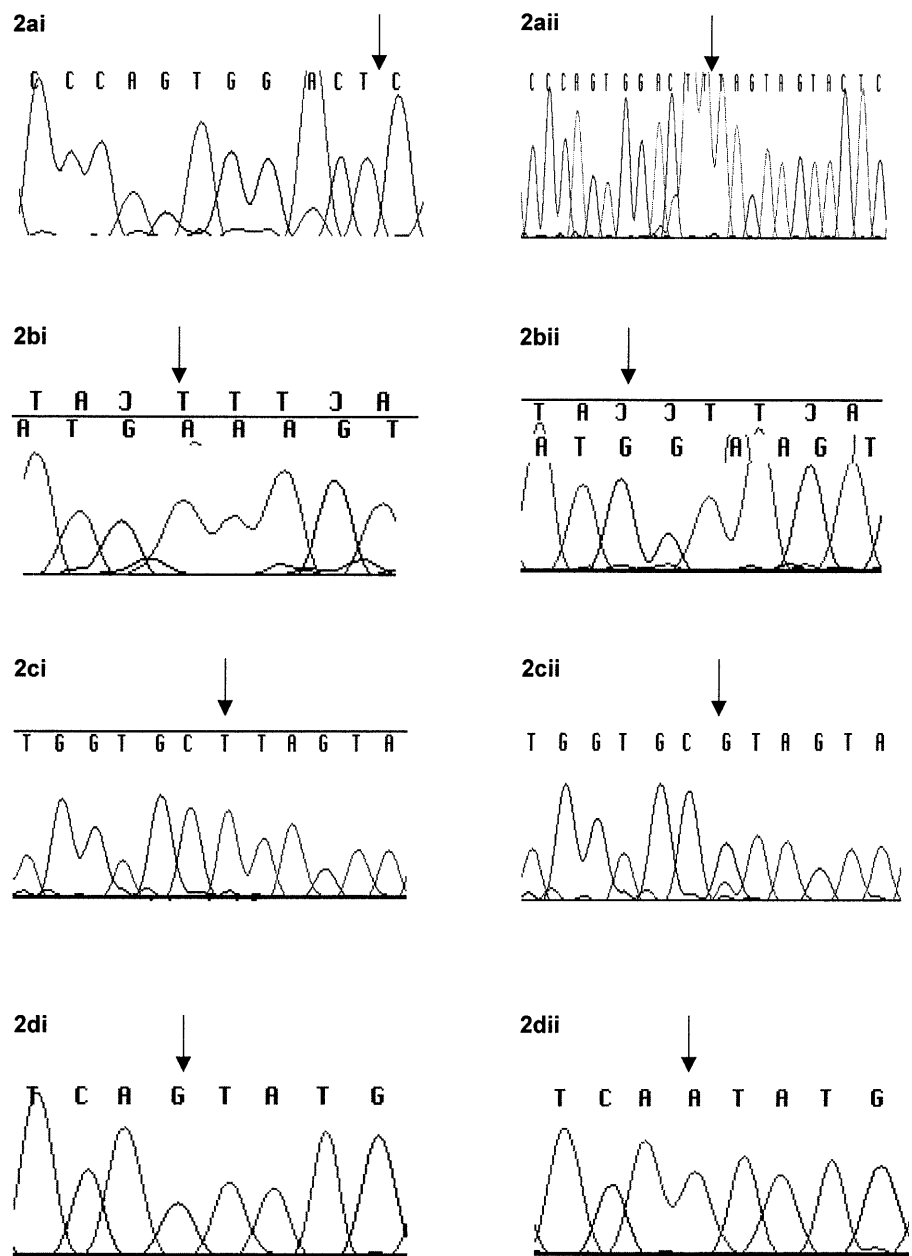 2ai
C C C A G T G G A C T C
2aii
C C C A G T G G A C T T T A G T A G T A C T C
2bi
T A C T T T C A
A T G A A A G T
2bii
T A C C T T C A
A T G G A A G T
2ci
T G G T G C T T A G T A
2cii
T G G T G C G T A G T A
2di
T C A G T A T G
2dii
T C A A T A T G